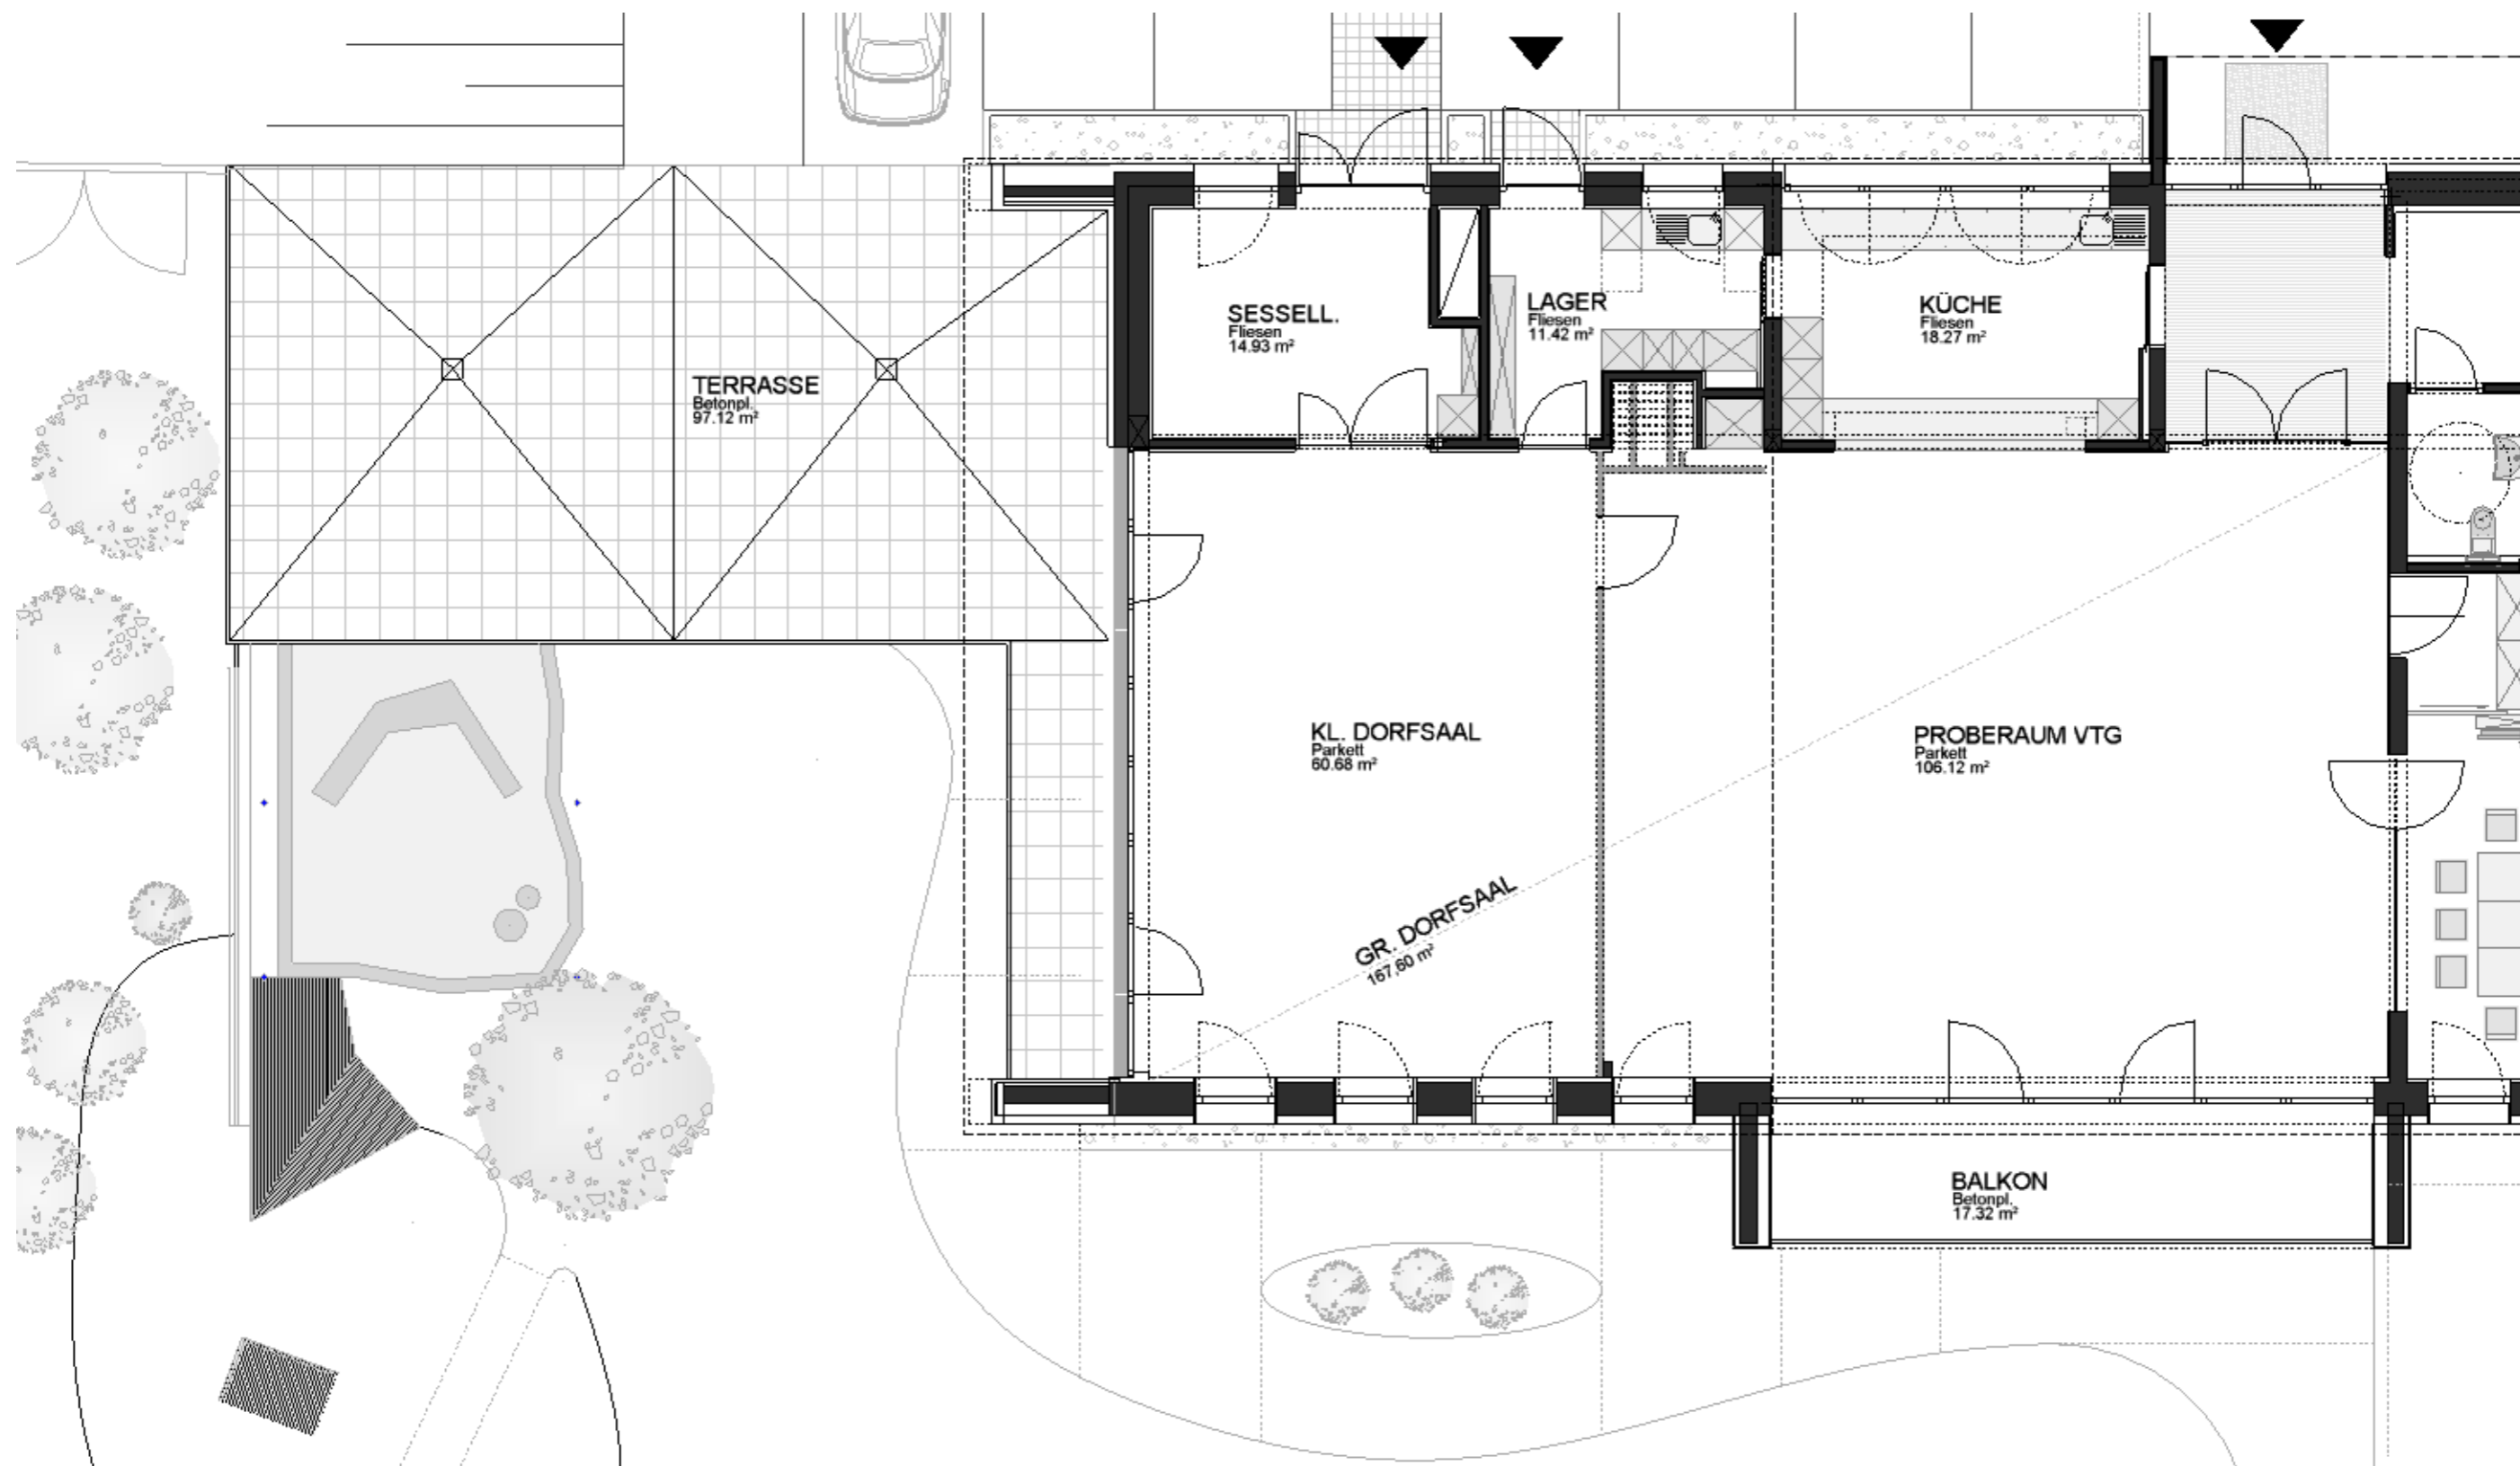 SESSELL.
Fliesen
14.93 m²
LAGER
Fliesen
11.42 m²
KÜCHE
Fliesen
18.27 m²
TERRASSE
Betonpl.
97.12 m²
KL. DORFSAAL
Parkett
60.68 m²
PROBERAUM VTG
Parkett
106.12 m²
GR. DORFSAAL
167,60 m²
BALKON
Betonpl.
17.32 m²